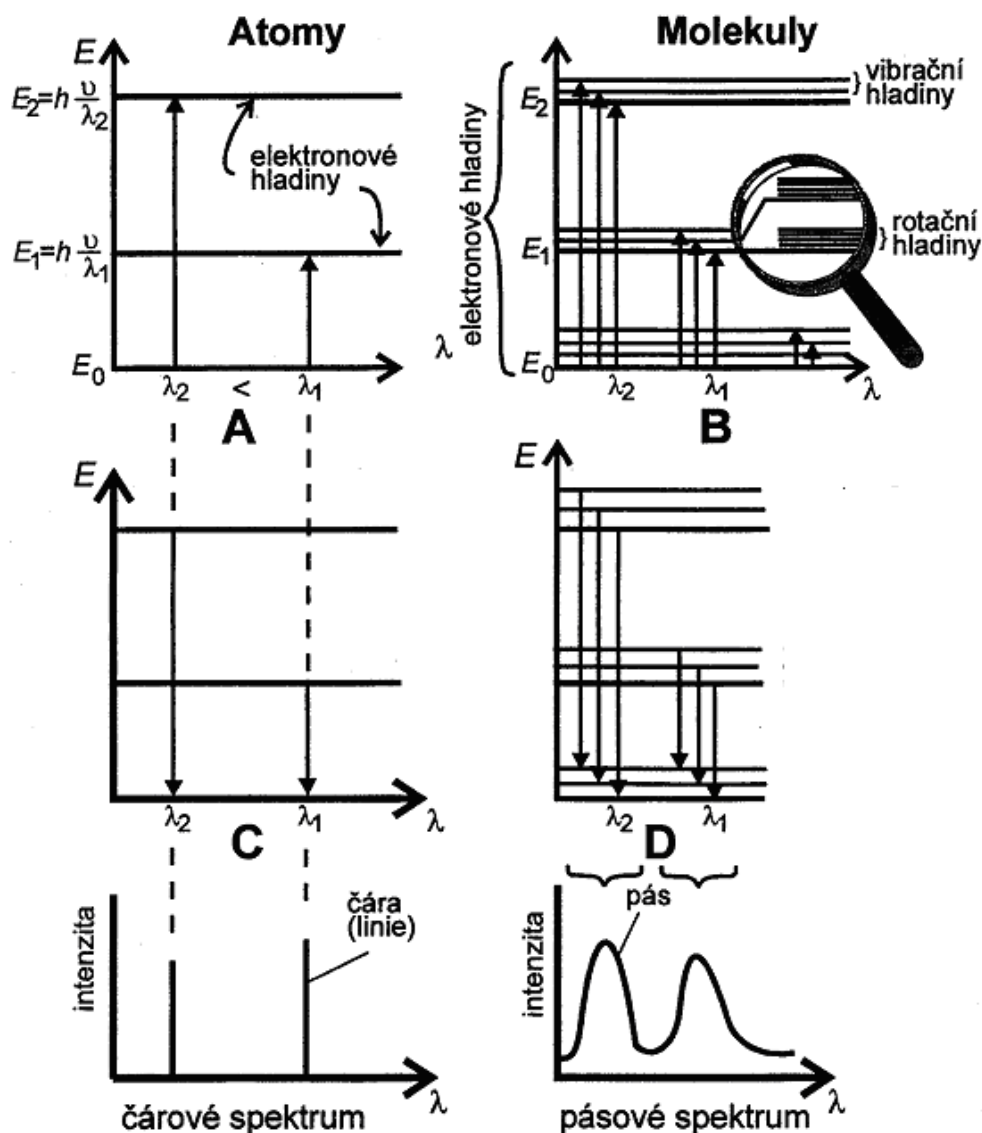 Atomy
E
E₂=h υ/λ₂
elektronové
hladiny
E₁=h υ/λ₁
E₀
λ₂ < λ₁
λ
A
Molekuly
E
vibrační
hladiny
E₂
elektronové hladiny
rotační
hladiny
E₁
E₀
λ₂ λ₁ λ
B
E
λ₂ λ₁ λ
C
E
λ₂ λ₁
D
intenzita
čára
(linie)
λ
čárové spektrum
intenzita
pás
λ
pásové spektrum